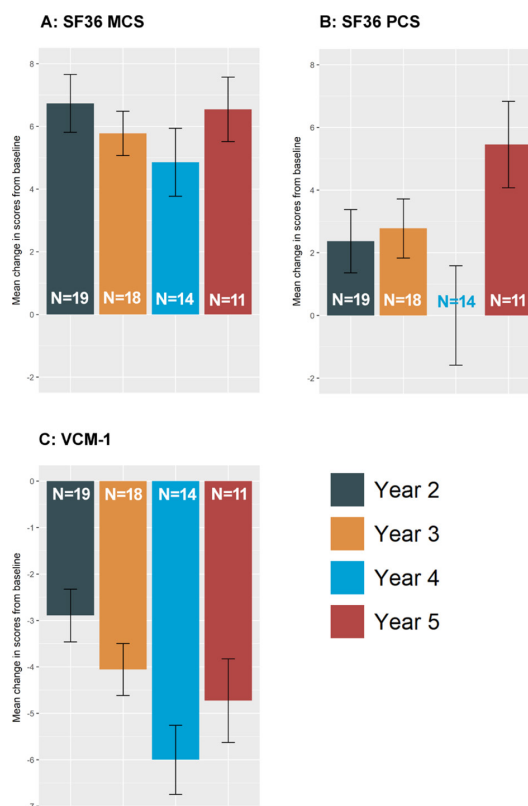 A: SF36 MCS
B: SF36 PCS
Mean change in scores from baseline
8
6
4
2
0
-2
N=19
N=18
N=14
N=11
Mean change in scores from baseline
8
6
4
2
0
-2
N=19
N=18
N=14
N=11
C: VCM-1
Mean change in scores from baseline
0
-1
-2
-3
-4
-5
-6
-7
N=19
N=18
N=14
N=11
Year 2
Year 3
Year 4
Year 5